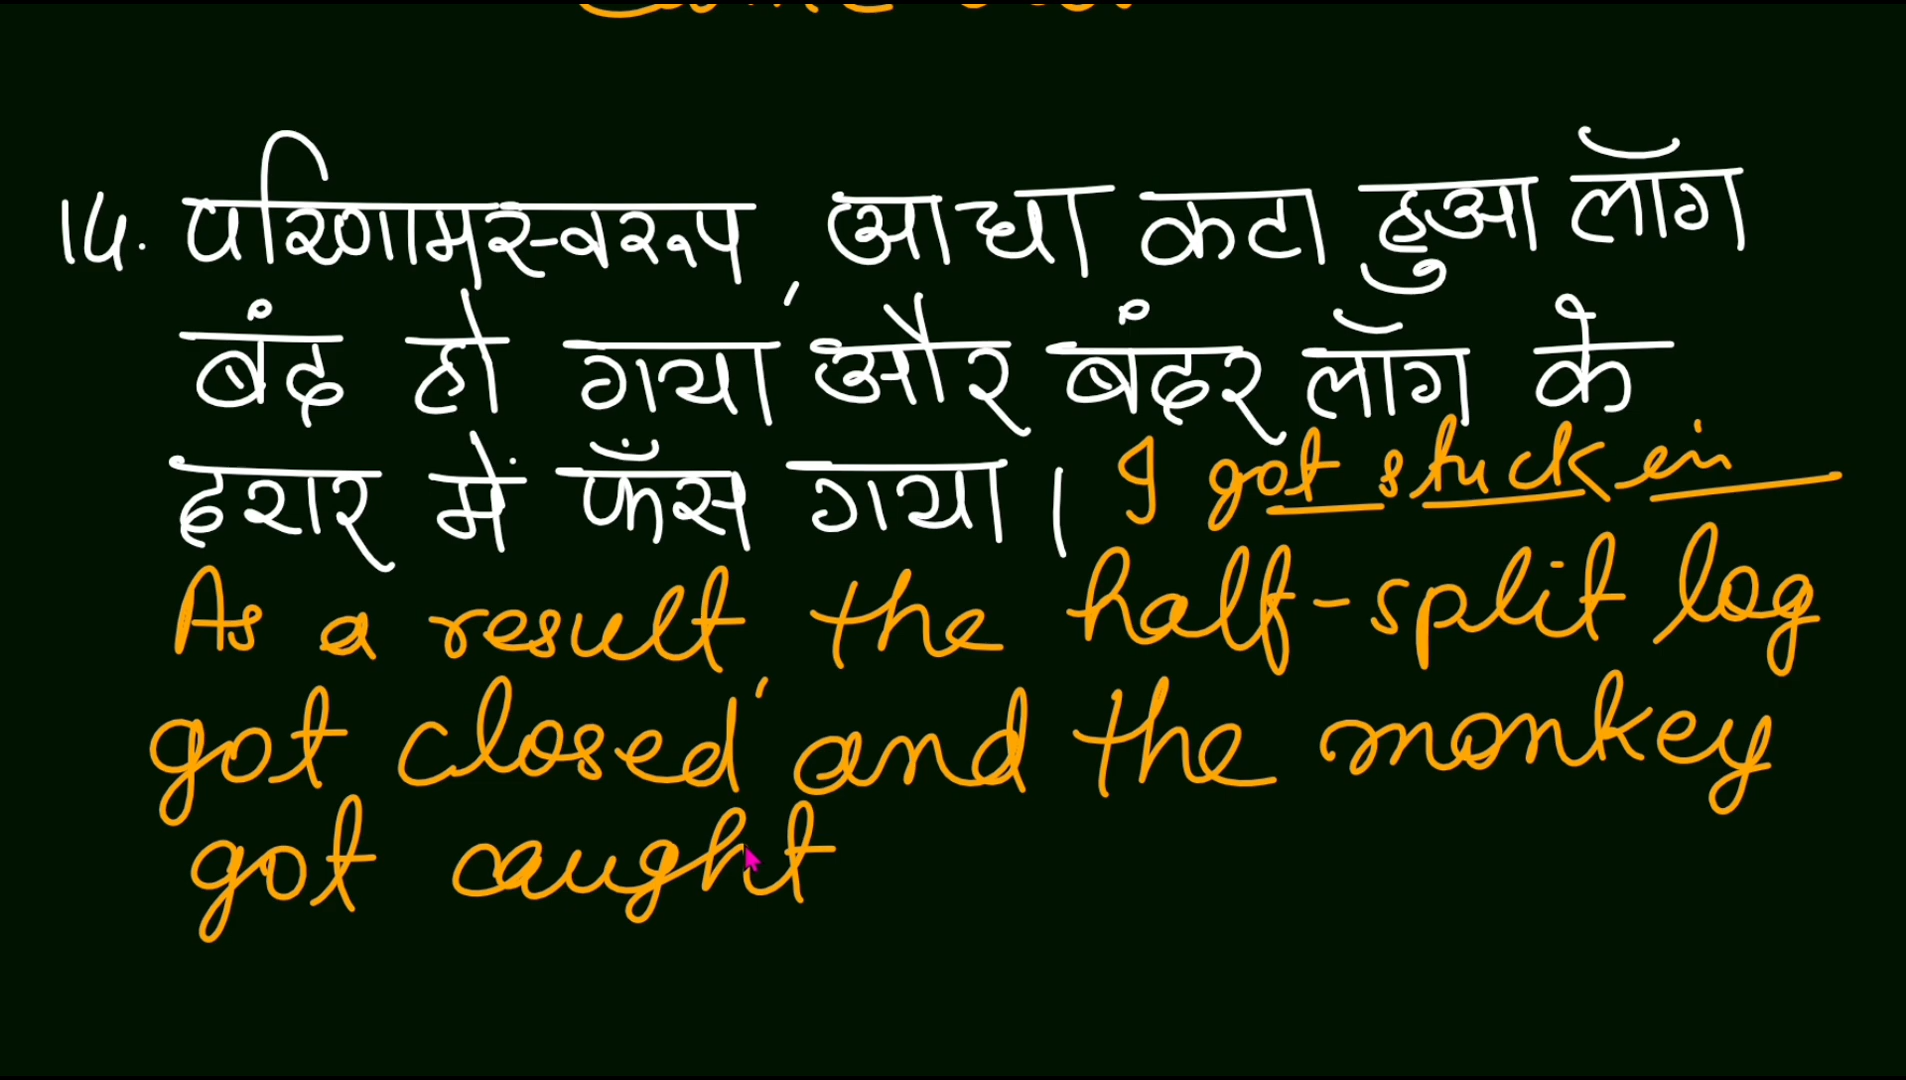 14. परिणामस्वरूप, आधा कटा हुआ लॉग
बंद हो गया और बंदर लॉग के
दरार में फँस गया। I got stuck in
As a result, the half-split log
got closed, and the monkey
got caught